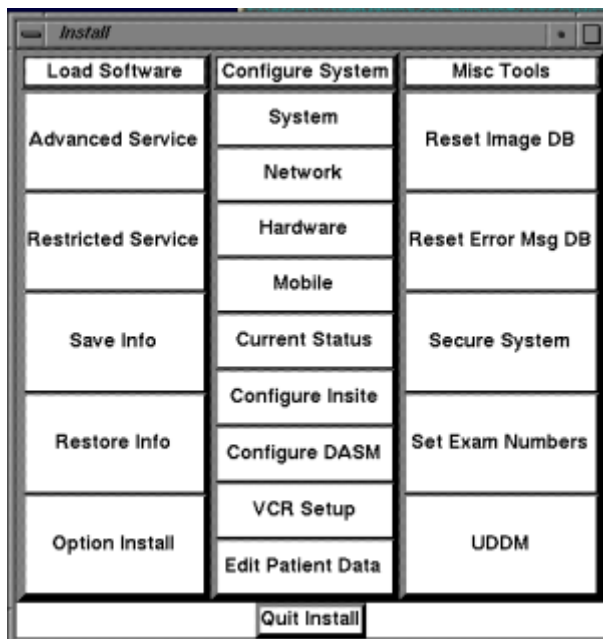 Install
Load Software
Advanced Service
Restricted Service
Save Info
Restore Info
Option Install
Configure System
System
Network
Hardware
Mobile
Current Status
Configure Insite
Configure DASM
VCR Setup
Edit Patient Data
Misc Tools
Reset Image DB
Reset Error Msg DB
Secure System
Set Exam Numbers
UDDM
Quit Install